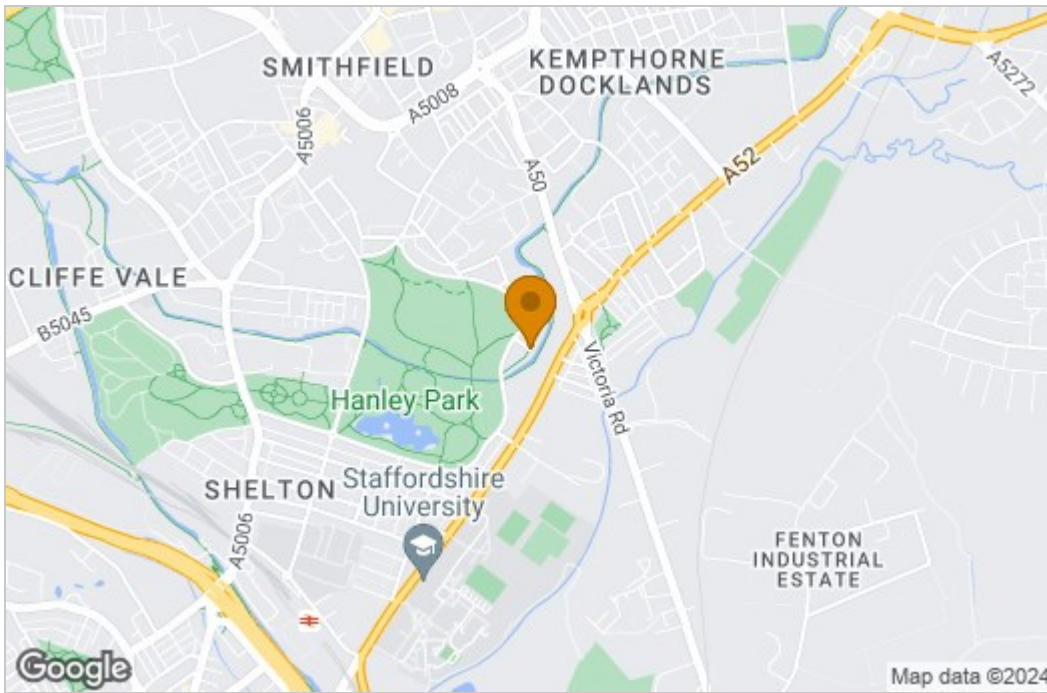 SMITHFIELD
KEMPTHORNE
DOCKLANDS
A5008
A5006
A5272
A50
A52
CLIFFE VALE
B5045
Hanley Park
Victoria Rd
SHELTON
Staffordshire
University
A5006
FENTON
INDUSTRIAL
ESTATE
Google
Map data ©2024